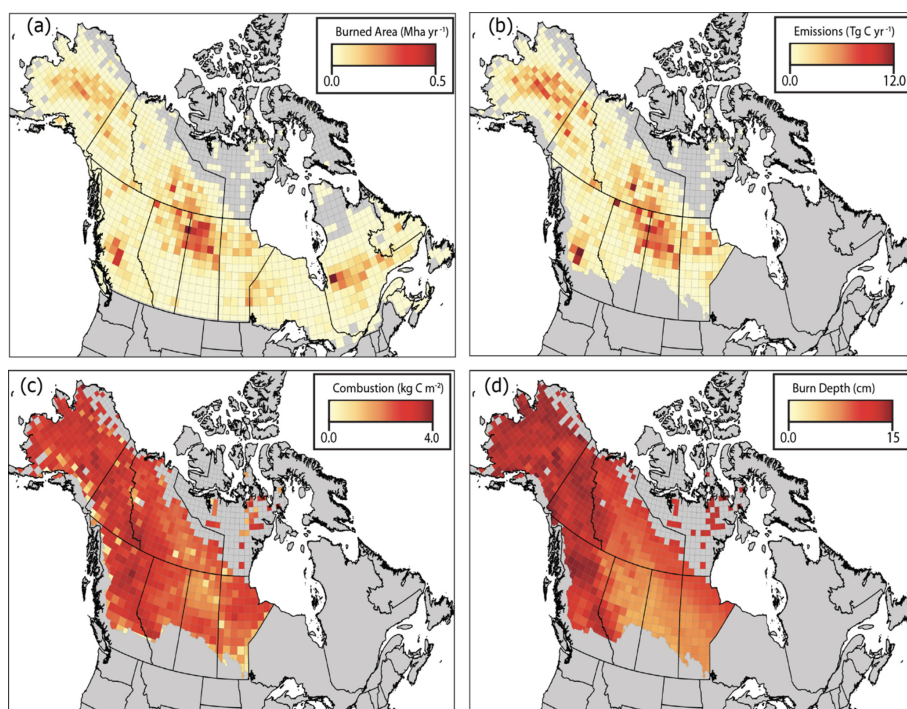 (a)
Burned Area (Mha yr⁻¹)
0.0 0.5
(b)
Emissions (Tg C yr⁻¹)
0.0 12.0
(c)
Combustion (kg C m⁻²)
0.0 4.0
(d)
Burn Depth (cm)
0.0 15